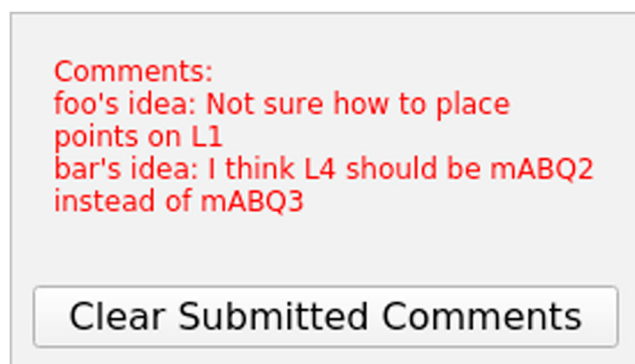 Comments:
foo's idea: Not sure how to place
points on L1
bar's idea: I think L4 should be mABQ2
instead of mABQ3
Clear Submitted Comments